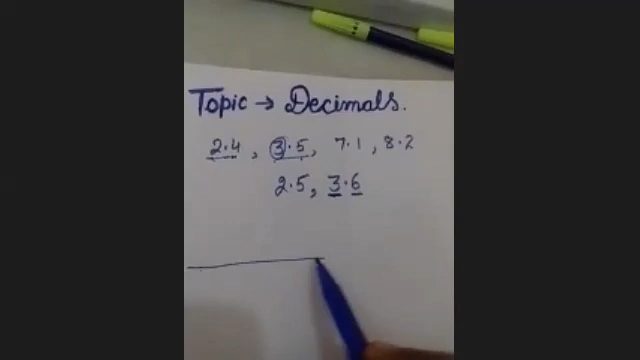 Topic → Decimals.
2.4, 3.5, 7.1, 8.2
2.5, 3.6